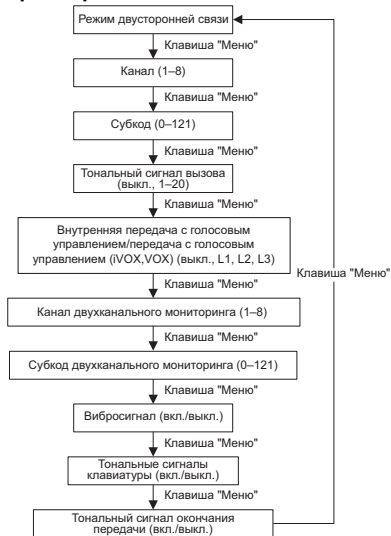 Режим двусторонней связи
Клавиша "Меню"
Канал (1–8)
Клавиша "Меню"
Субкод (0–121)
Клавиша "Меню"
Тональный сигнал вызова
(выкл., 1–20)
Клавиша "Меню"
Внутренняя передача с голосовым
управлением/передача с голосовым
управлением (iVOX,VOX) (выкл., L1, L2, L3)
Клавиша "Меню"
Клавиша "Меню"
Канал двухканального мониторинга (1–8)
Клавиша "Меню"
Субкод двухканального мониторинга (0–121)
Клавиша "Меню"
Вибросигнал (вкл./выкл.)
Клавиша "Меню"
Тональные сигналы
клавиатуры (вкл./выкл.)
Клавиша "Меню"
Тональный сигнал окончания
передачи (вкл./выкл.)